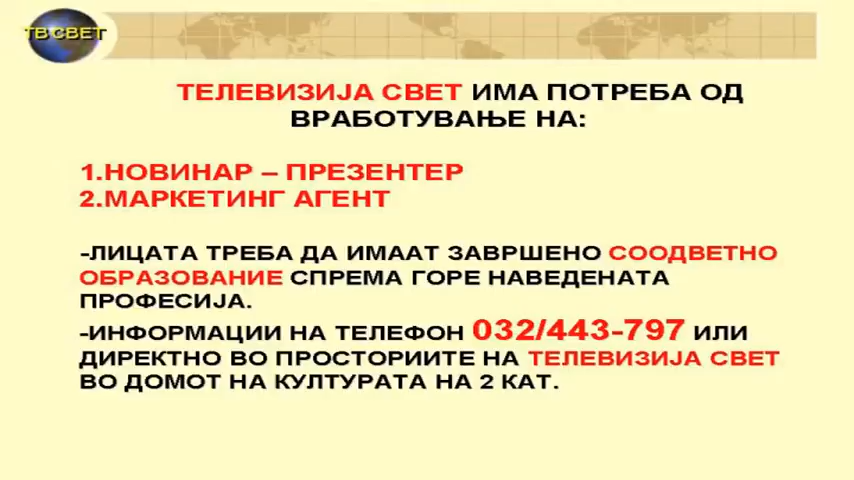 ТВ СВЕТ
ТЕЛЕВИЗИЈА СВЕТ ИМА ПОТРЕБА ОД
ВРАБОТУВАЊЕ НА:
1.НОВИНАР – ПРЕЗЕНТЕР
2.МАРКЕТИНГ АГЕНТ
-ЛИЦАТА ТРЕБА ДА ИМААТ ЗАВРШЕНО СООДВЕТНО
ОБРАЗОВАНИЕ СПРЕМА ГОРЕ НАВЕДЕНАТА
ПРОФЕСИЈА.
-ИНФОРМАЦИИ НА ТЕЛЕФОН 032/443-797 ИЛИ
ДИРЕКТНО ВО ПРОСТОРИИТЕ НА ТЕЛЕВИЗИЈА СВЕТ
ВО ДОМОТ НА КУЛТУРАТА НА 2 КАТ.